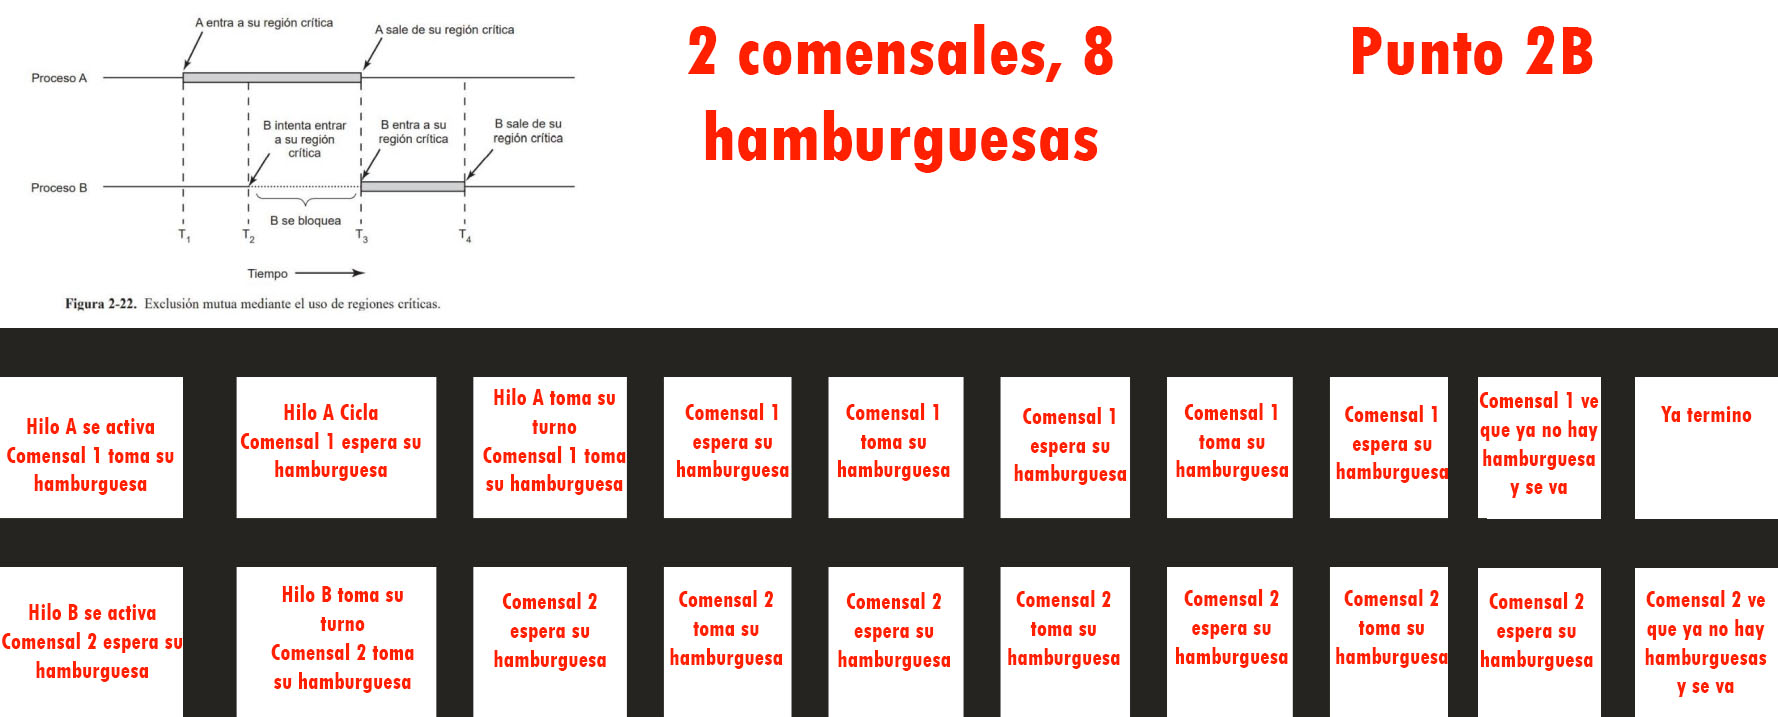 A entra a su región crítica
A sale de su región crítica
Proceso A
B intenta entrar
a su región
crítica
B entra a su
región crítica
B sale de su
región crítica
Proceso B
B se bloquea
T1
T2
T3
T4
Tiempo
Figura 2-22. Exclusión mutua mediante el uso de regiones críticas.
2 comensales, 8
hamburguesas
Punto 2B
Hilo A se activa
Comensal 1 toma su
hamburguesa
Hilo A Cicla
Comensal 1 espera su
hamburguesa
Hilo A toma su
turno
Comensal 1 toma
su hamburguesa
Comensal 1
espera su
hamburguesa
Comensal 1
toma su
hamburguesa
Comensal 1
espera su
hamburguesa
Comensal 1
toma su
hamburguesa
Comensal 1
espera su
hamburguesa
Comensal 1 ve
que ya no hay
hamburguesa
y se va
Ya termino
Hilo B se activa
Comensal 2 espera su
hamburguesa
Hilo B toma su
turno
Comensal 2 toma
su hamburguesa
Comensal 2
espera su
hamburguesa
Comensal 2
toma su
hamburguesa
Comensal 2
espera su
hamburguesa
Comensal 2
toma su
hamburguesa
Comensal 2
espera su
hamburguesa
Comensal 2
toma su
hamburguesa
Comensal 2
espera su
hamburguesa
Comensal 2 ve
que ya no hay
hamburguesas
y se va